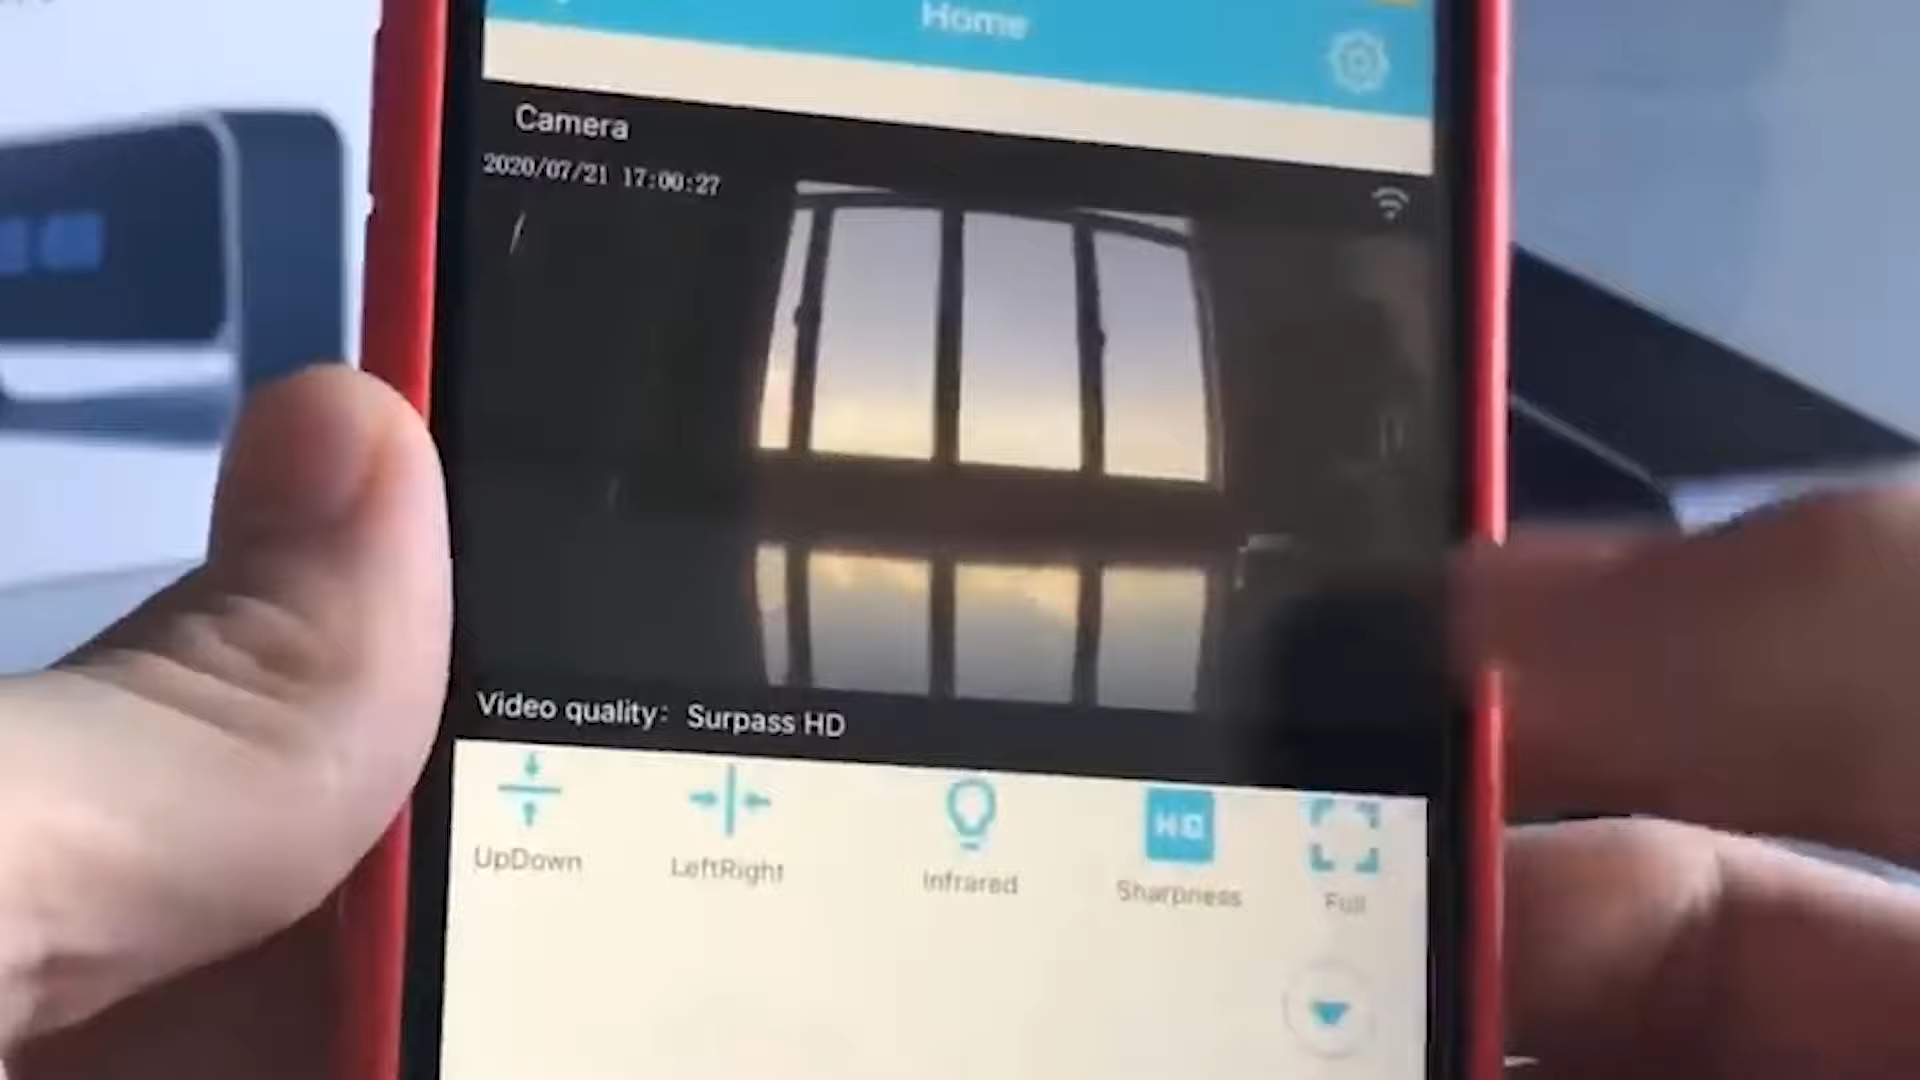 Home
Camera
2020/07/21 17:00:27
Video quality: Surpass HD
UpDown
LeftRight
Infrared
HD
Sharpness
Full